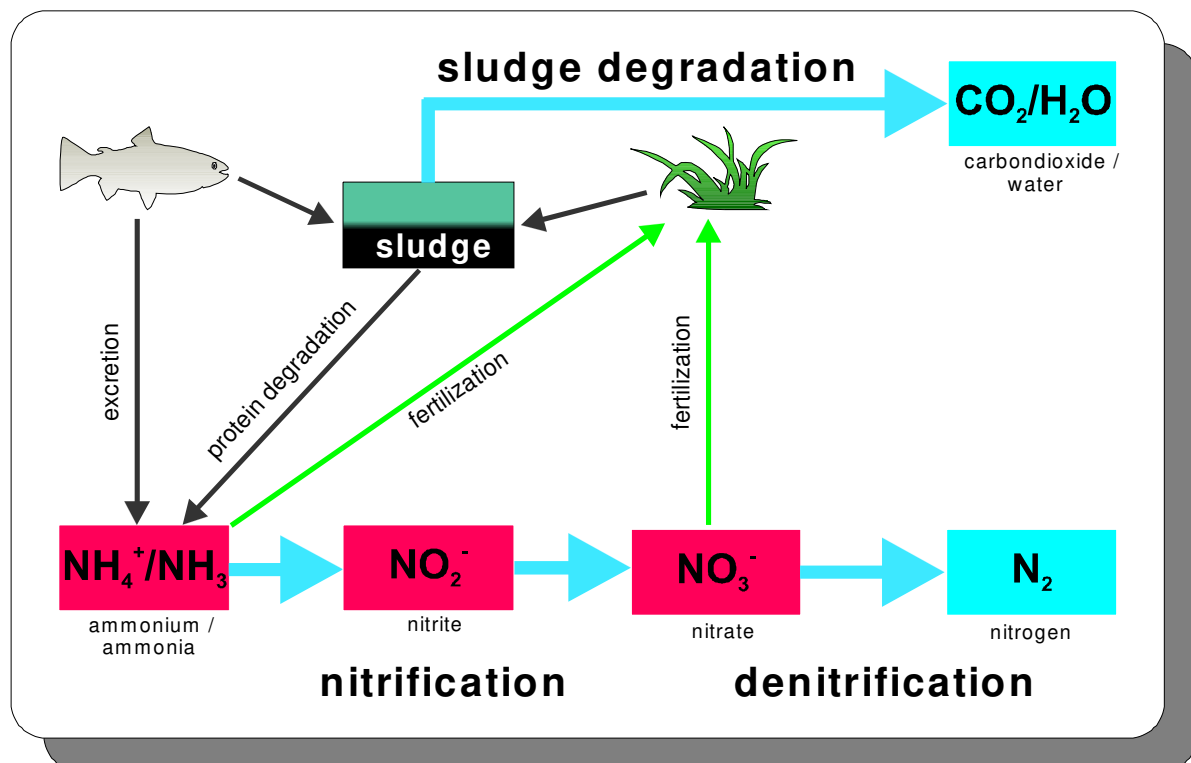 sludge degradation
CO₂/H₂O
carbondioxide /
water
sludge
excretion
protein degradation
fertilization
fertilization
NH₄⁺/NH₃
ammonium /
ammonia
NO₂⁻
nitrite
NO₃⁻
nitrate
N₂
nitrogen
nitrification
denitrification